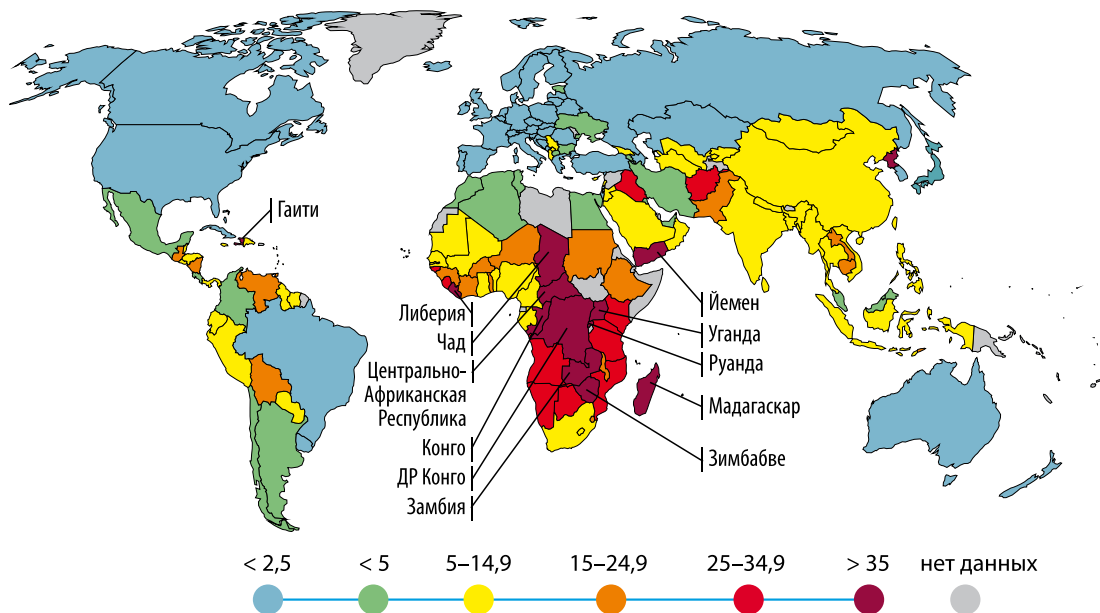 Гаити
Либерия
Чад
Центрально-
Африканская
Республика
Конго
ДР Конго
Замбия
Йемен
Уганда
Руанда
Мадагаскар
Зимбабве
< 2,5
< 5
5–14,9
15–24,9
25–34,9
> 35
нет данных